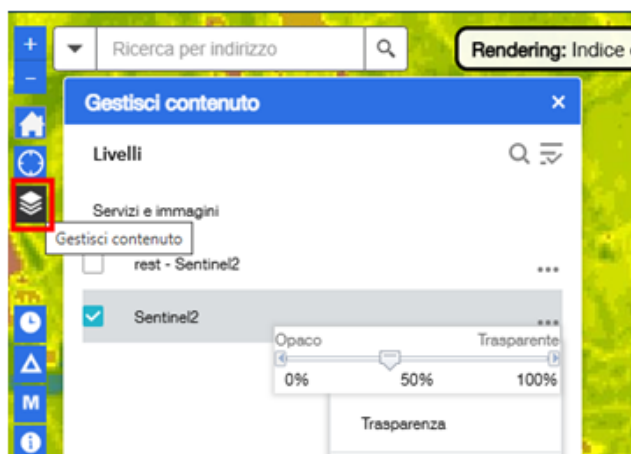 +
Ricerca per indirizzo
Rendering: Indice
−
Gestisci contenuto ×
Livelli
Servizi e immagini
Gestisci contenuto
rest - Sentinel2 •••
Sentinel2 •••
Opaco Trasparente
0% 50% 100%
Trasparenza
M
i